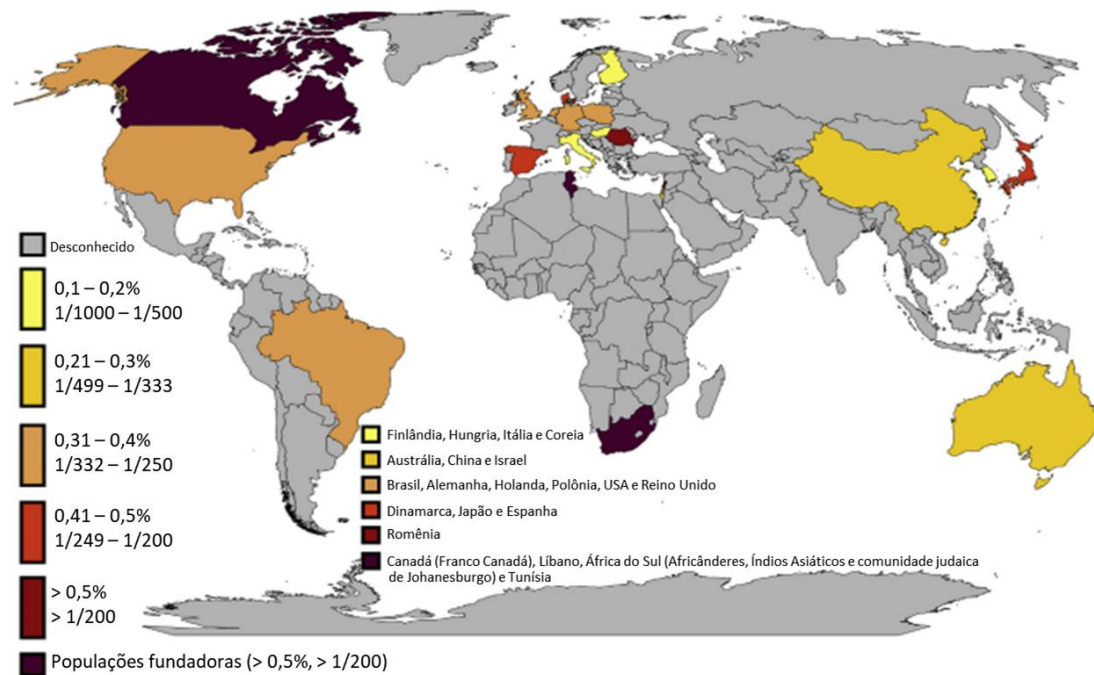 Desconhecido
0,1 – 0,2%
1/1000 – 1/500
0,21 – 0,3%
1/499 – 1/333
0,31 – 0,4%
1/332 – 1/250
0,41 – 0,5%
1/249 – 1/200
> 0,5%
> 1/200
Populações fundadoras (> 0,5%, > 1/200)
Finlândia, Hungria, Itália e Coreia
Austrália, China e Israel
Brasil, Alemanha, Holanda, Polônia, USA e Reino Unido
Dinamarca, Japão e Espanha
Romênia
Canadá (Franco Canadá), Líbano, África do Sul (Africânderes, Índios Asiáticos e comunidade judaica
de Johanesburgo) e Tunísia